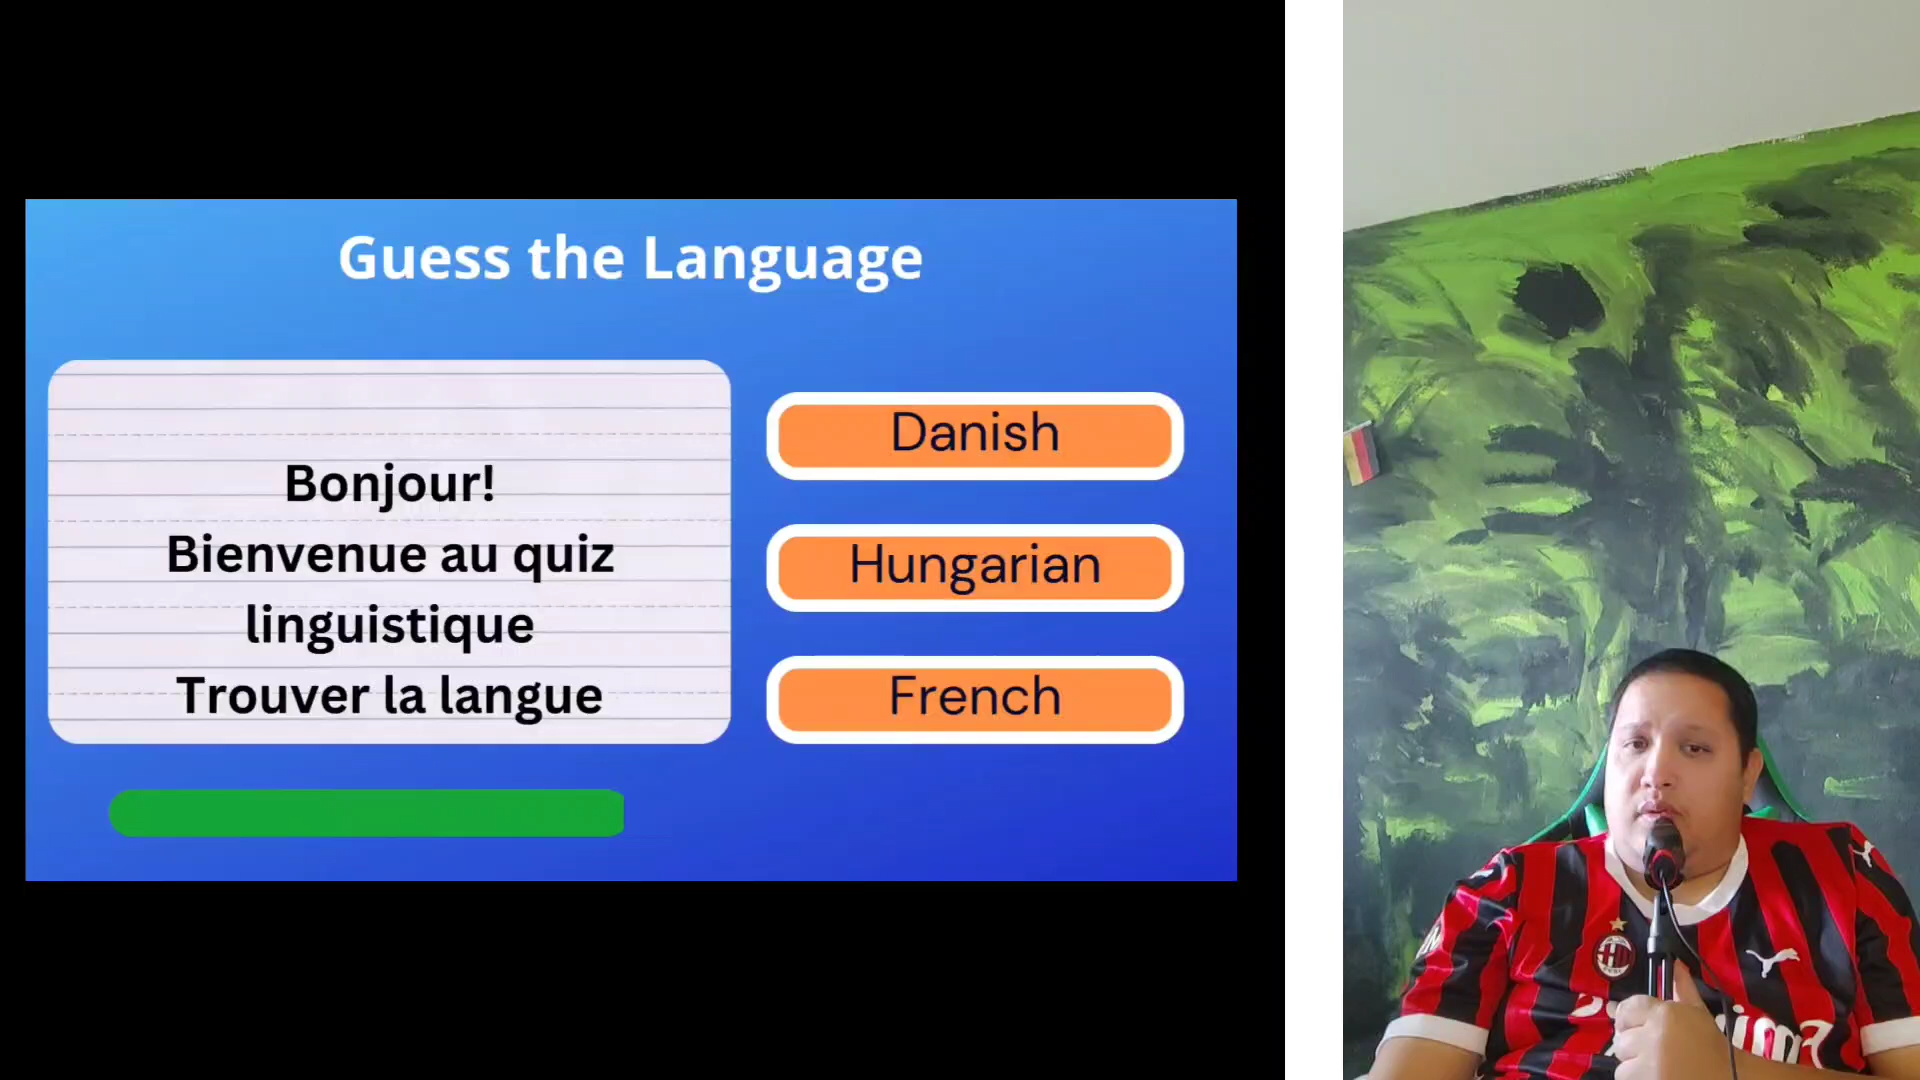 Guess the Language
Bonjour!
Bienvenue au quiz
linguistique
Trouver la langue
Danish
Hungarian
French